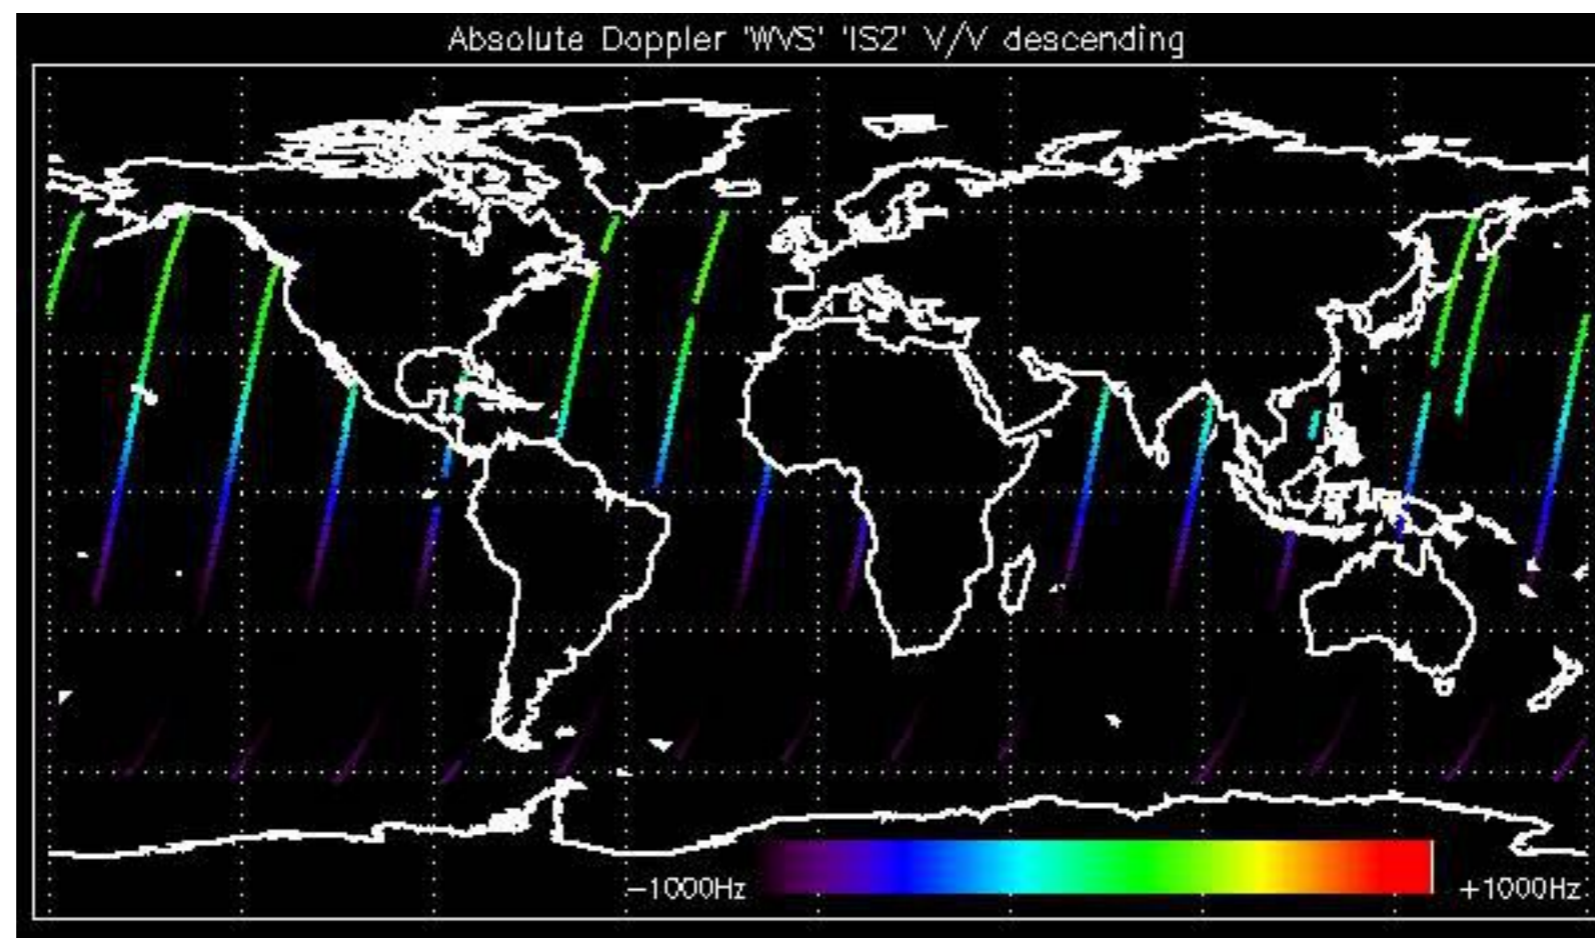 Absolute Doppler 'WVS' 'IS2' V/V descending
−1000Hz
+1000Hz